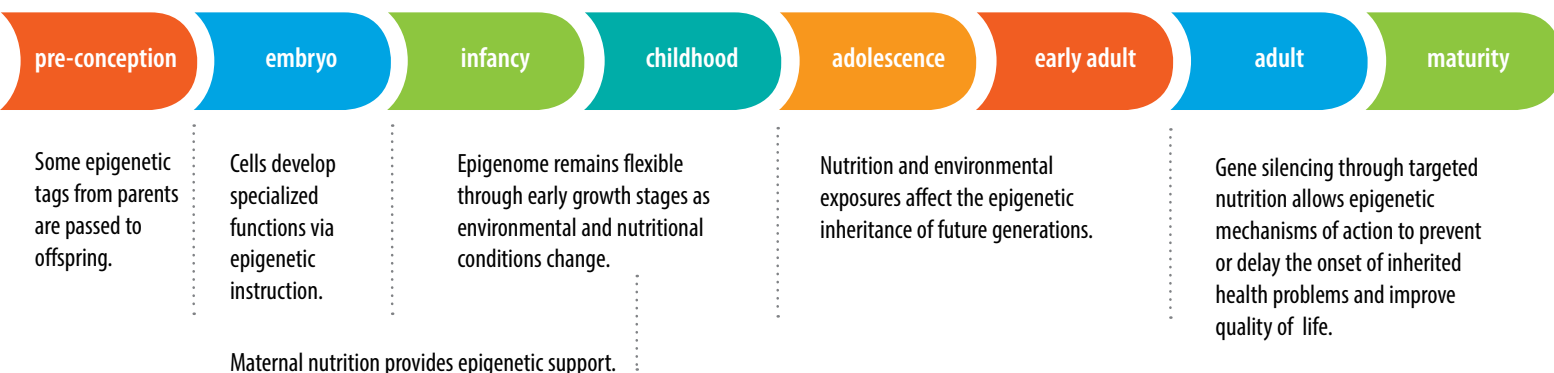 pre-conception
embryo
infancy
childhood
adolescence
early adult
adult
maturity
Some epigenetic
tags from parents
are passed to
offspring.
Cells develop
specialized
functions via
epigenetic
instruction.
Epigenome remains flexible
through early growth stages as
environmental and nutritional
conditions change.
Nutrition and environmental
exposures affect the epigenetic
inheritance of future generations.
Gene silencing through targeted
nutrition allows epigenetic
mechanisms of action to prevent
or delay the onset of inherited
health problems and improve
quality of life.
Maternal nutrition provides epigenetic support.